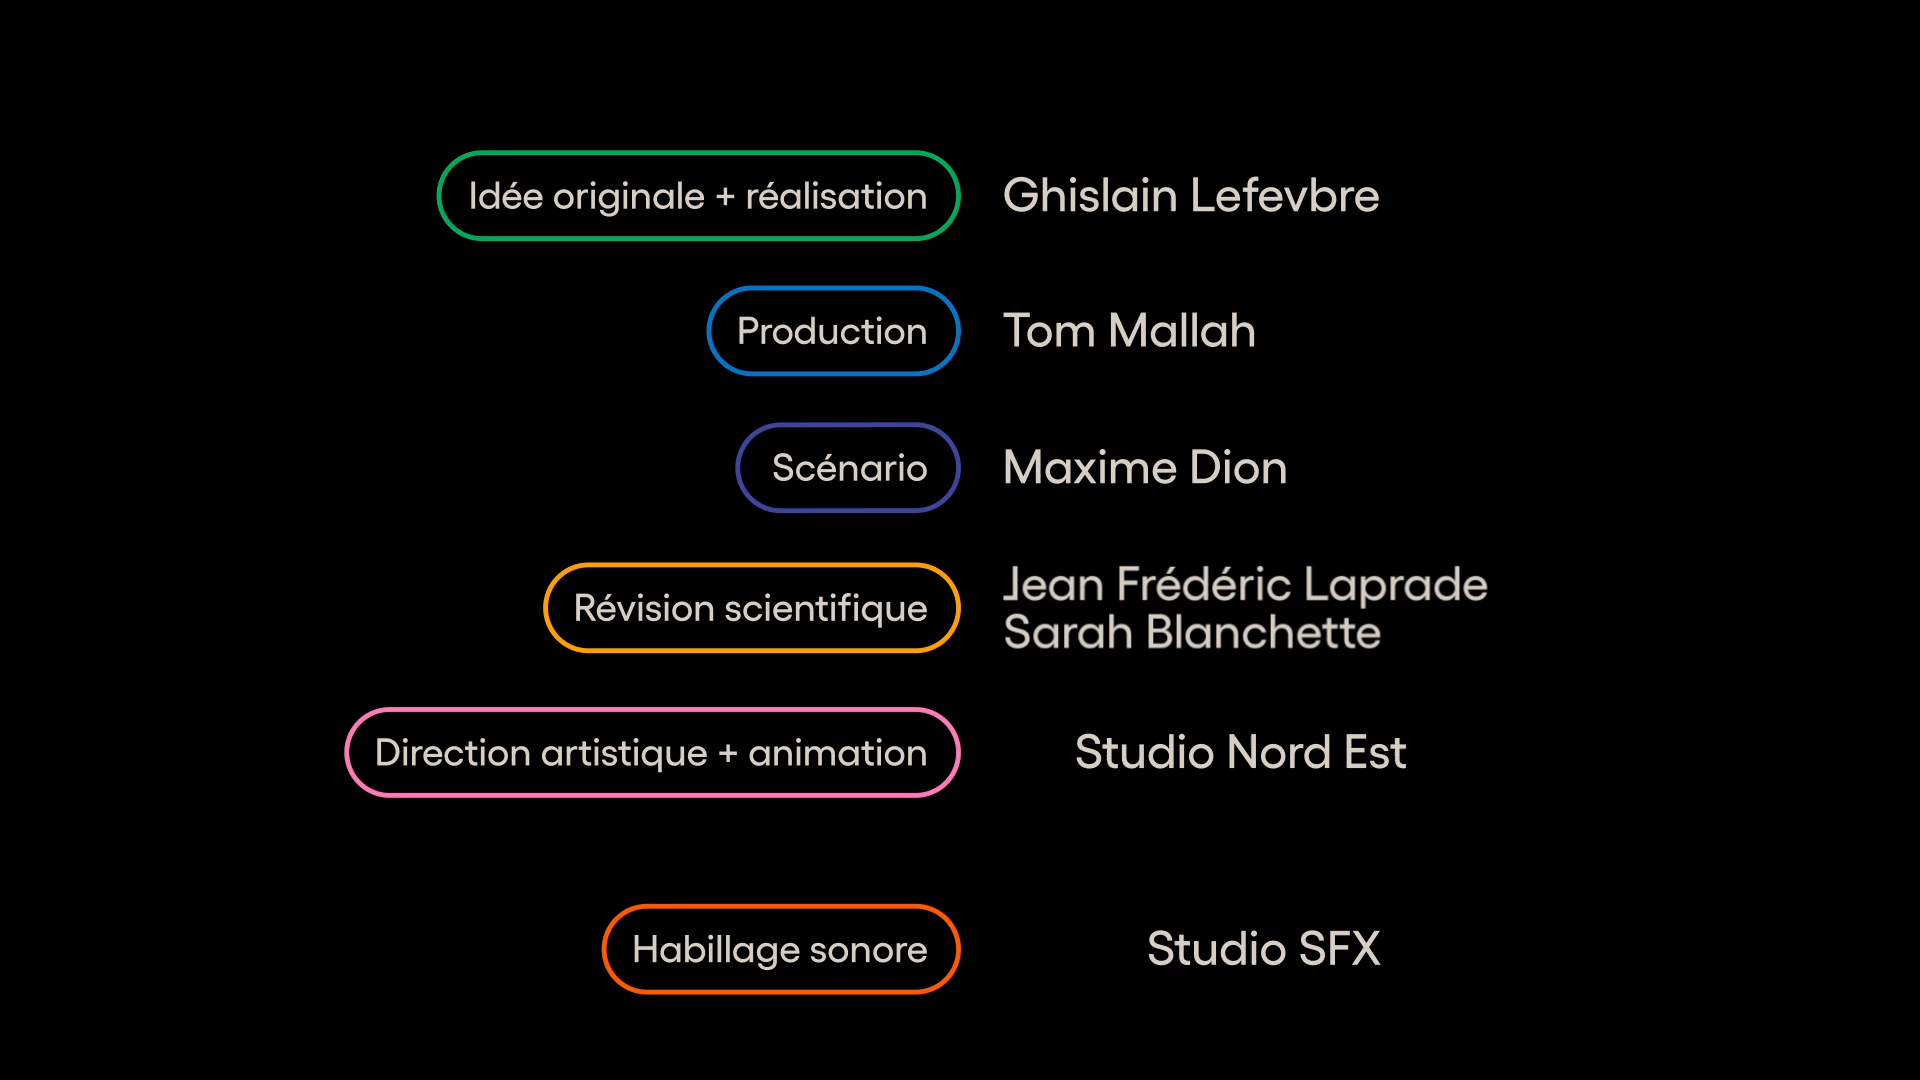 Idée originale + réalisation Ghislain Lefevbre
Production Tom Mallah
Scénario Maxime Dion
Révision scientifique Jean Frédéric Laprade
Sarah Blanchette
Direction artistique + animation Studio Nord Est
Habillage sonore Studio SFX